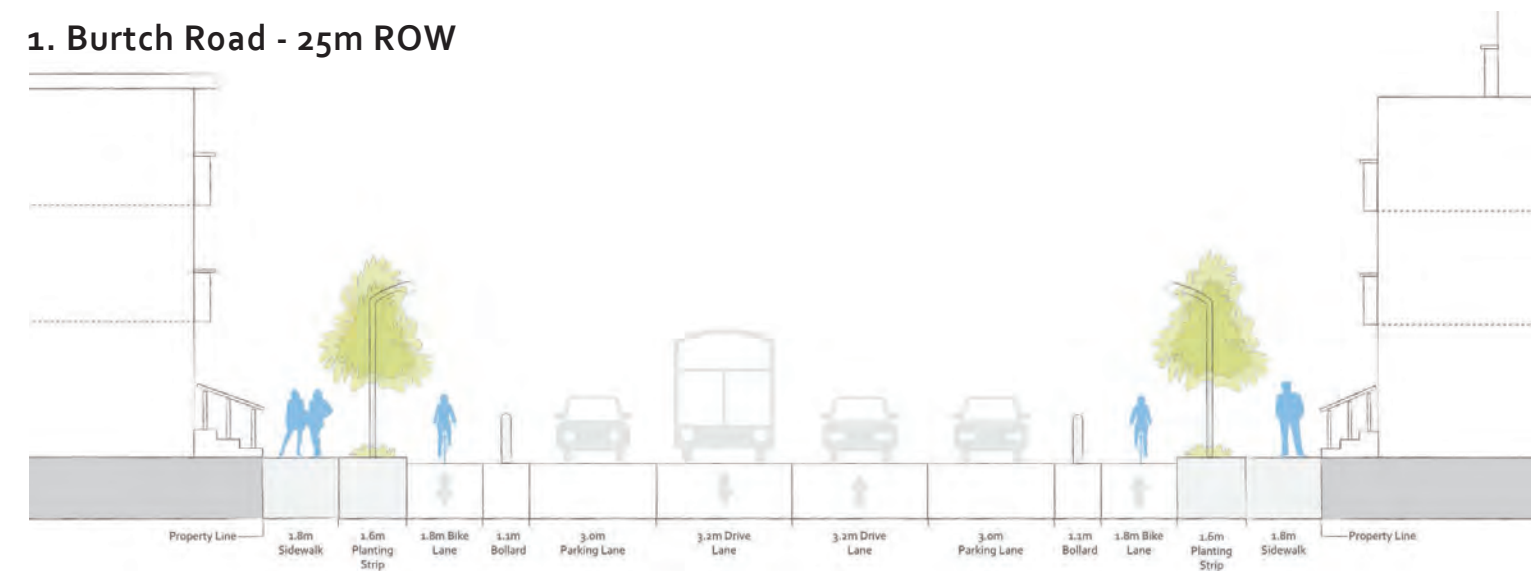 1. Burtch Road - 25m ROW
Property Line
1.8m
Sidewalk
1.6m
Planting
Strip
1.8m Bike
Lane
1.1m
Bollard
3.0m
Parking Lane
3.2m Drive
Lane
3.2m Drive
Lane
3.0m
Parking Lane
1.1m
Bollard
1.8m Bike
Lane
1.6m
Planting
Strip
1.8m
Sidewalk
Property Line